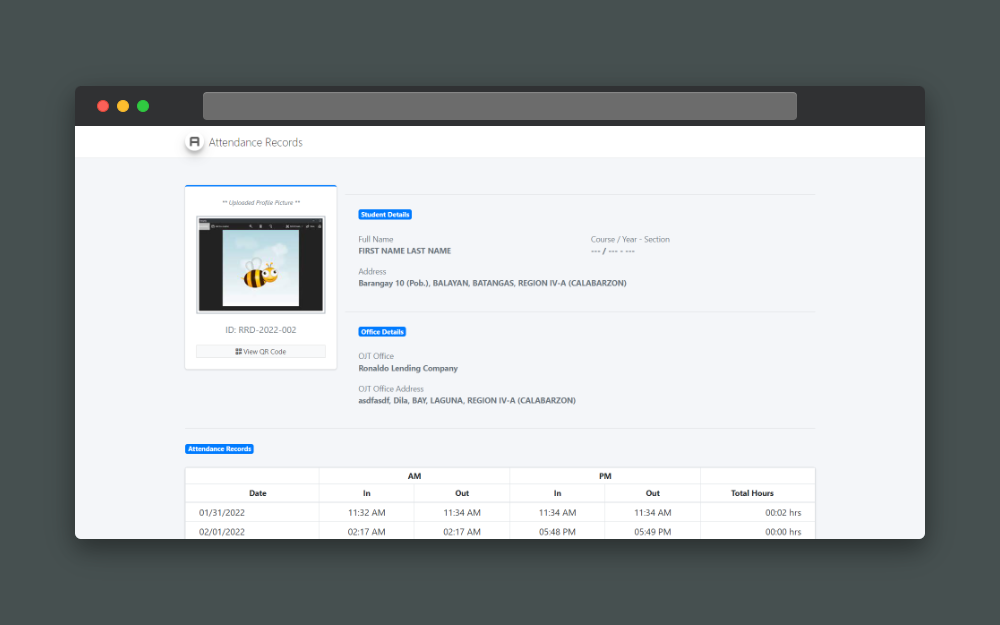 Attendance Records
** Uploaded Profile Picture **
ID: RRD-2022-002
View QR Code
Student Details
Full Name Course / Year - Section
FIRST NAME LAST NAME --- / --- - ---
Address
Barangay 10 (Pob.), BALAYAN, BATANGAS, REGION IV-A (CALABARZON)
Office Details
OJT Office
Ronaldo Lending Company
OJT Office Address
asdfasdf, Dila, BAY, LAGUNA, REGION IV-A (CALABARZON)
Attendance Records
AM PM
Date In Out In Out Total Hours
01/31/2022 11:32 AM 11:34 AM 11:34 AM 11:34 AM 00:02 hrs
02/01/2022 02:17 AM 02:17 AM 05:48 PM 05:49 PM 00:00 hrs